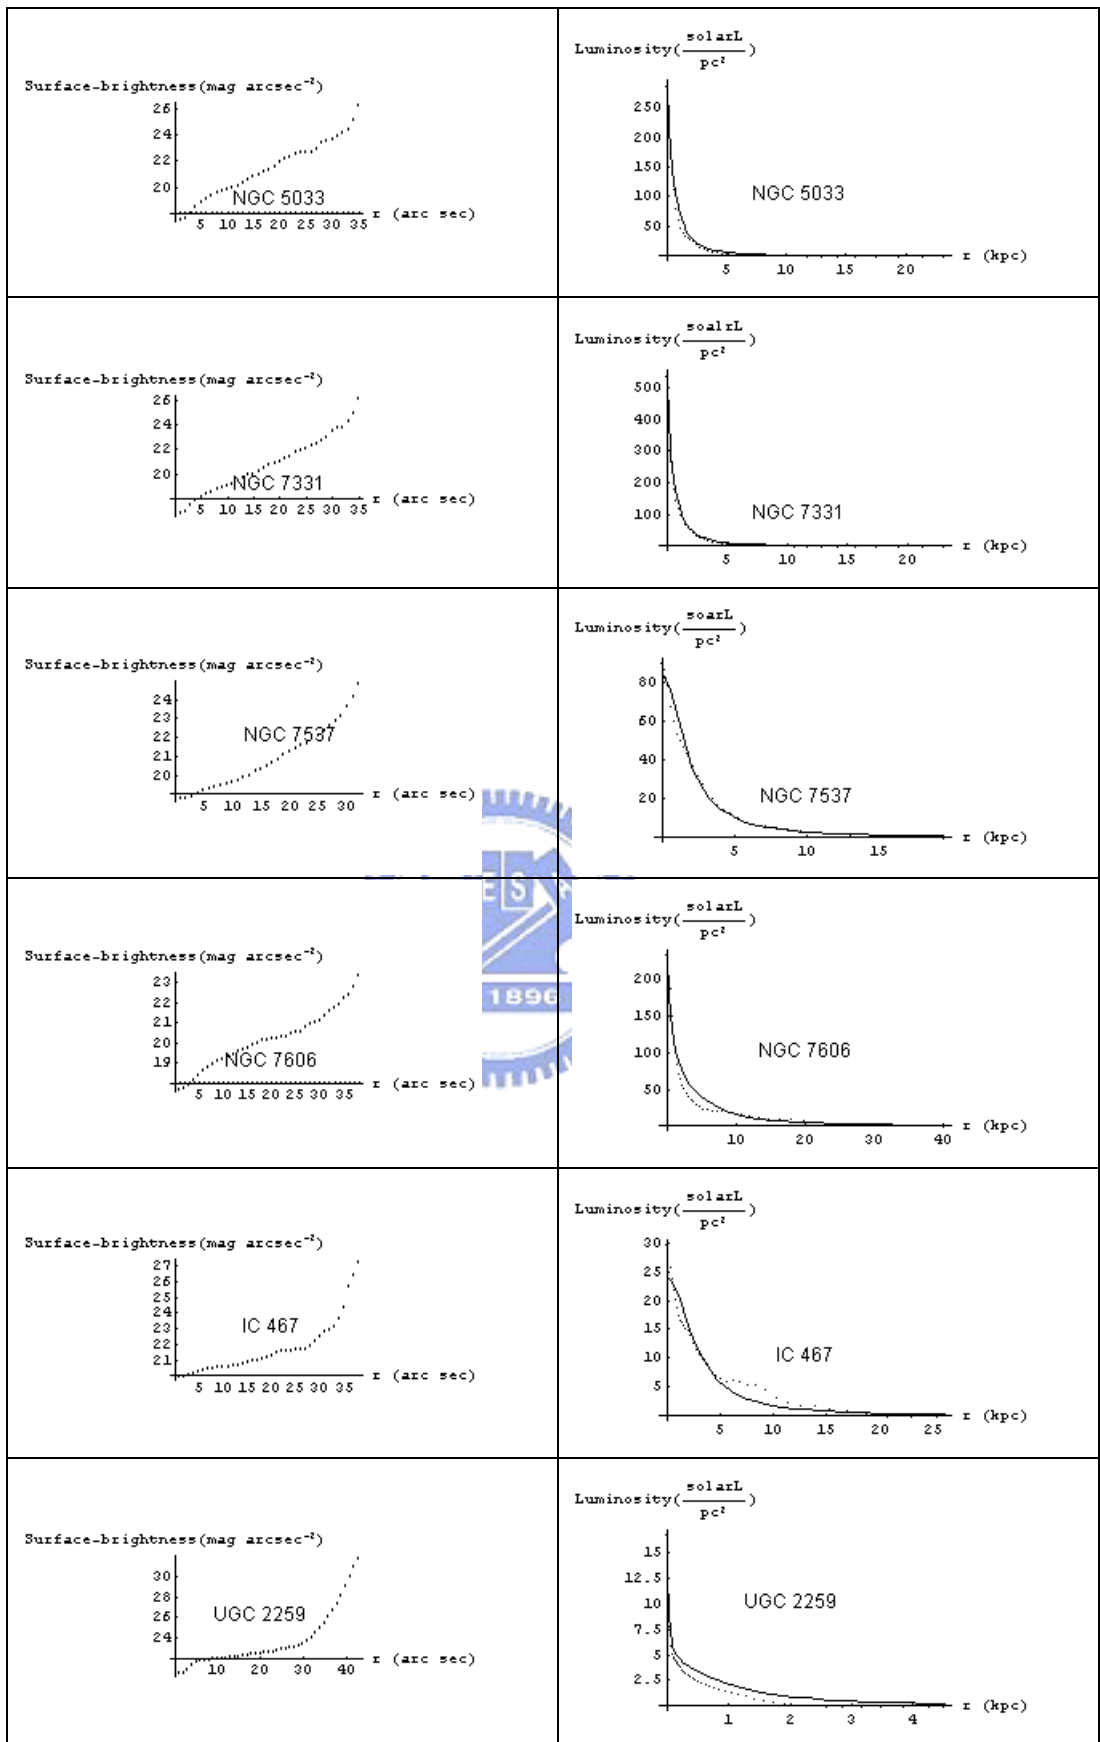 Surface-brightness(mag arcsec⁻²)
26
24
22
20
NGC 5033
r (arc sec)
5 10 15 20 25 30 35
Luminosity(solarL/pc²)
250
200
150
100
50
NGC 5033
r (kpc)
5 10 15 20
Surface-brightness(mag arcsec⁻²)
26
24
22
20
NGC 7331
r (arc sec)
5 10 15 20 25 30 35
Luminosity(soalrL/pc²)
500
400
300
200
100
NGC 7331
r (kpc)
5 10 15 20
Surface-brightness(mag arcsec⁻²)
24
23
22
21
20
NGC 7537
r (arc sec)
5 10 15 20 25 30
Luminosity(soarL/pc²)
80
60
40
20
NGC 7537
r (kpc)
5 10 15
Surface-brightness(mag arcsec⁻²)
23
22
21
20
19
NGC 7606
r (arc sec)
5 10 15 20 25 30 35
ES
1896
Luminosity(solarL/pc²)
200
150
100
50
NGC 7606
r (kpc)
10 20 30 40
Surface-brightness(mag arcsec⁻²)
27
26
25
24
23
22
21
IC 467
r (arc sec)
5 10 15 20 25 30 35
Luminosity(solarL/pc²)
30
25
20
15
10
5
IC 467
r (kpc)
5 10 15 20 25
Surface-brightness(mag arcsec⁻²)
30
28
26
24
UGC 2259
r (arc sec)
10 20 30 40
Luminosity(solarL/pc²)
15
12.5
10
7.5
5
2.5
UGC 2259
r (kpc)
1 2 3 4